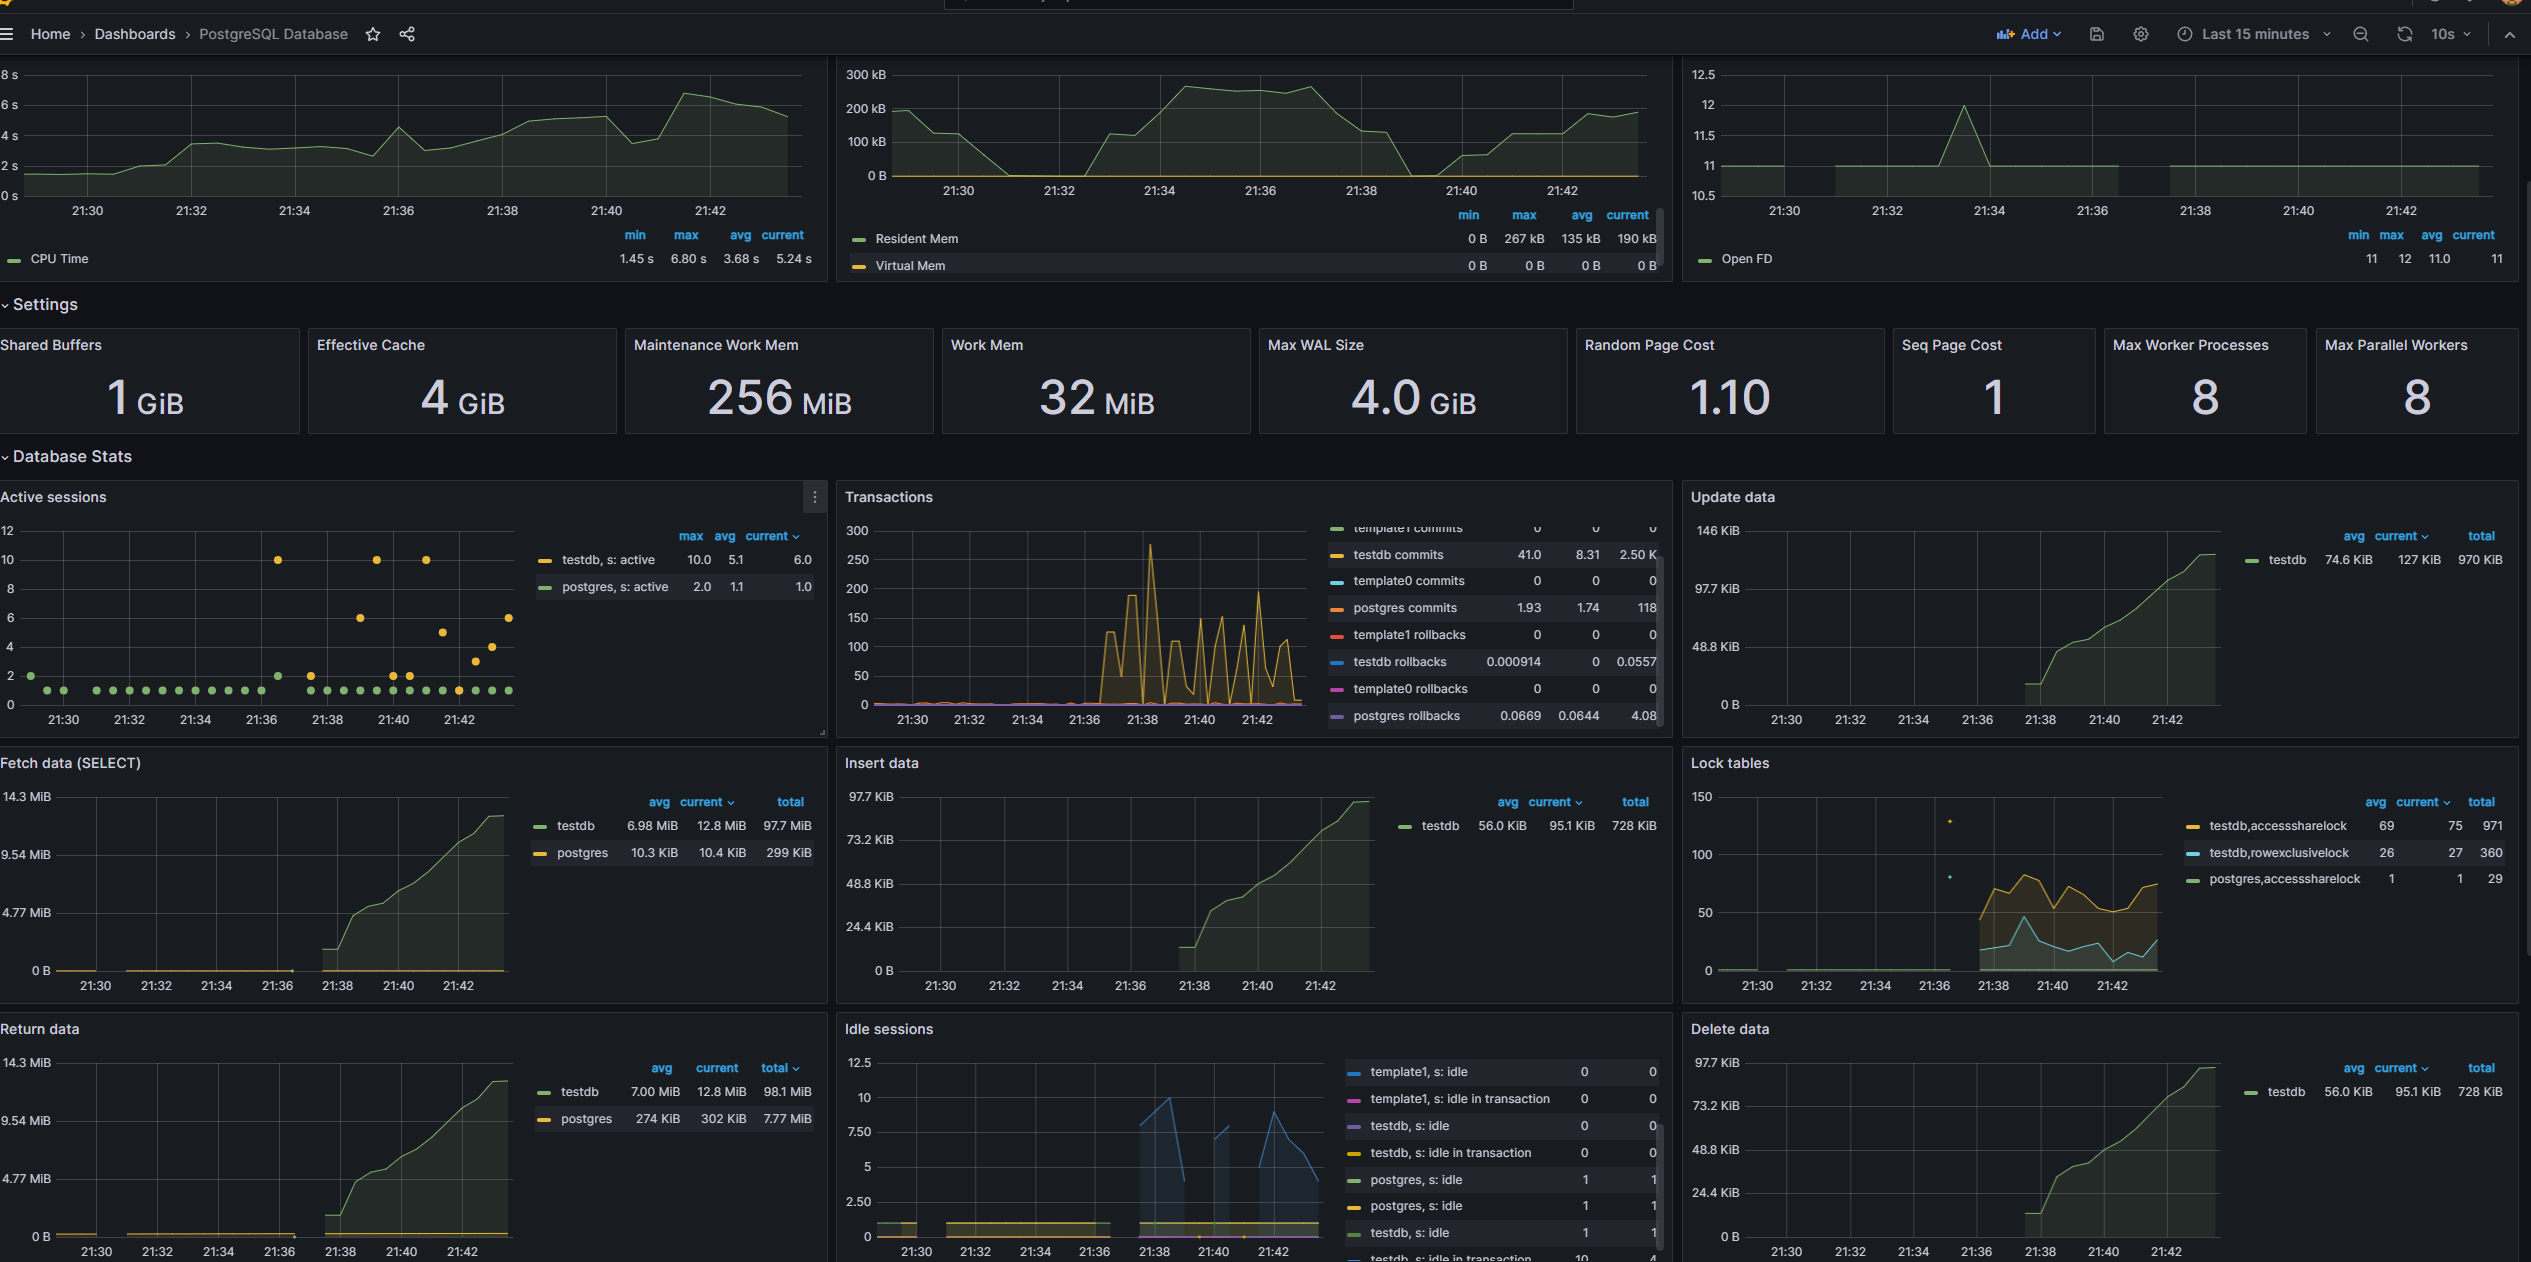 Home › Dashboards › PostgreSQL Database
Add
Last 15 minutes
10s
8 s
6 s
4 s
2 s
0 s
21:30 21:32 21:34 21:36 21:38 21:40 21:42
min max avg current
CPU Time 1.45 s 6.80 s 3.68 s 5.24 s
300 kB
200 kB
100 kB
0 B
21:30 21:32 21:34 21:36 21:38 21:40 21:42
min max avg current
Resident Mem 0 B 267 kB 135 kB 190 kB
Virtual Mem 0 B 0 B 0 B 0 B
12.5
12
11.5
11
10.5
21:30 21:32 21:34 21:36 21:38 21:40 21:42
min max avg current
Open FD 11 12 11.0 11
Settings
Shared Buffers
1 GiB
Effective Cache
4 GiB
Maintenance Work Mem
256 MiB
Work Mem
32 MiB
Max WAL Size
4.0 GiB
Random Page Cost
1.10
Seq Page Cost
1
Max Worker Processes
8
Max Parallel Workers
8
Database Stats
Active sessions
12
10
8
6
4
2
0
21:30 21:32 21:34 21:36 21:38 21:40 21:42
max avg current
testdb, s: active 10.0 5.1 6.0
postgres, s: active 2.0 1.1 1.0
Transactions
300
250
200
150
100
50
0
21:30 21:32 21:34 21:36 21:38 21:40 21:42
template1 commits 0 0 0
testdb commits 41.0 8.31 2.50 K
template0 commits 0 0 0
postgres commits 1.93 1.74 118
template1 rollbacks 0 0 0
testdb rollbacks 0.000914 0 0.0557
template0 rollbacks 0 0 0
postgres rollbacks 0.0669 0.0644 4.08
Update data
146 KiB
97.7 KiB
48.8 KiB
0 B
21:30 21:32 21:34 21:36 21:38 21:40 21:42
avg current total
testdb 74.6 KiB 127 KiB 970 KiB
Fetch data (SELECT)
14.3 MiB
9.54 MiB
4.77 MiB
0 B
21:30 21:32 21:34 21:36 21:38 21:40 21:42
avg current total
testdb 6.98 MiB 12.8 MiB 97.7 MiB
postgres 10.3 KiB 10.4 KiB 299 KiB
Insert data
97.7 KiB
73.2 KiB
48.8 KiB
24.4 KiB
0 B
21:30 21:32 21:34 21:36 21:38 21:40 21:42
avg current total
testdb 56.0 KiB 95.1 KiB 728 KiB
Lock tables
150
100
50
0
21:30 21:32 21:34 21:36 21:38 21:40 21:42
avg current total
testdb,accesssharelock 69 75 971
testdb,rowexclusivelock 26 27 360
postgres,accesssharelock 1 1 29
Return data
14.3 MiB
9.54 MiB
4.77 MiB
0 B
21:30 21:32 21:34 21:36 21:38 21:40 21:42
avg current total
testdb 7.00 MiB 12.8 MiB 98.1 MiB
postgres 274 KiB 302 KiB 7.77 MiB
Idle sessions
12.5
10
7.50
5
2.50
0
21:30 21:32 21:34 21:36 21:38 21:40 21:42
template1, s: idle 0 0
template1, s: idle in transaction 0 0
testdb, s: idle 0 0
testdb, s: idle in transaction 0 0
postgres, s: idle 1 1
postgres, s: idle 1 1
testdb, s: idle 1 1
testdb, s: idle in transaction 10 4
Delete data
97.7 KiB
73.2 KiB
48.8 KiB
24.4 KiB
0 B
21:30 21:32 21:34 21:36 21:38 21:40 21:42
avg current total
testdb 56.0 KiB 95.1 KiB 728 KiB